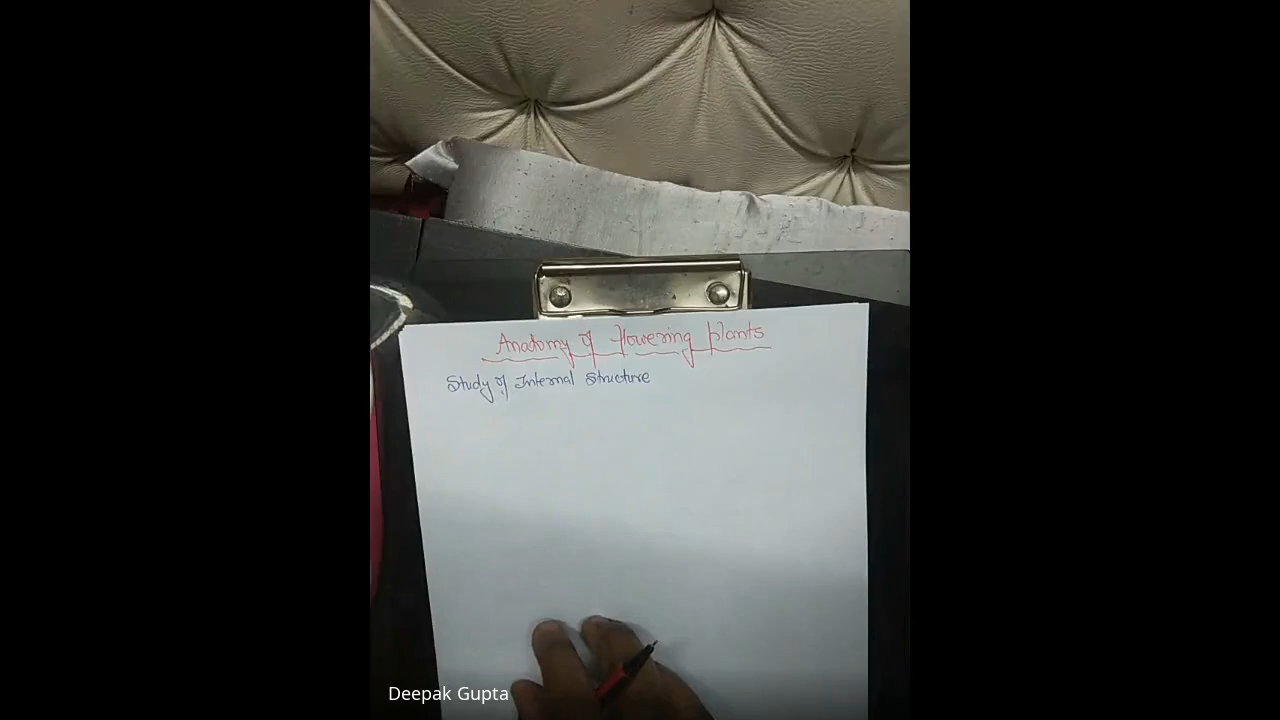 Anatomy of flowering plants
Study of Internal Structure
Deepak Gupta